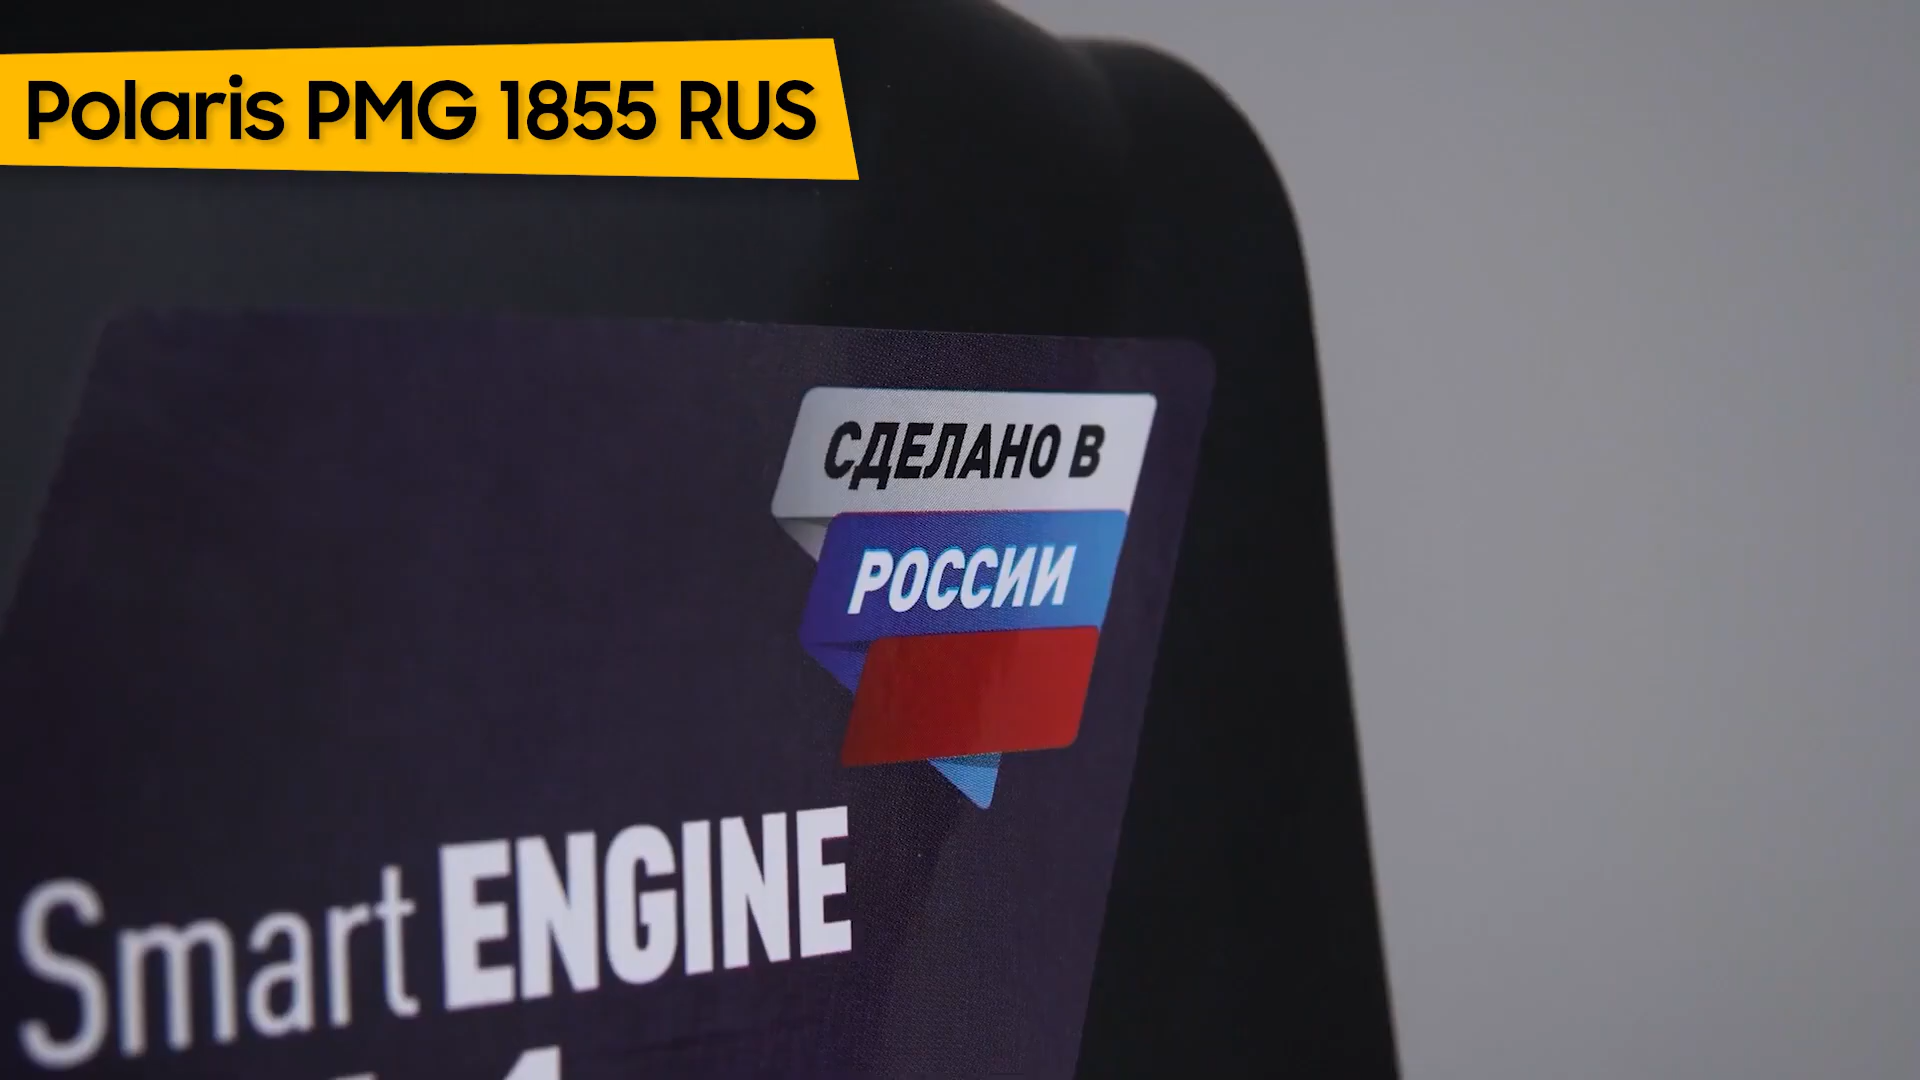 Polaris PMG 1855 RUS
СДЕЛАНО В
РОССИИ
Smart ENGINE